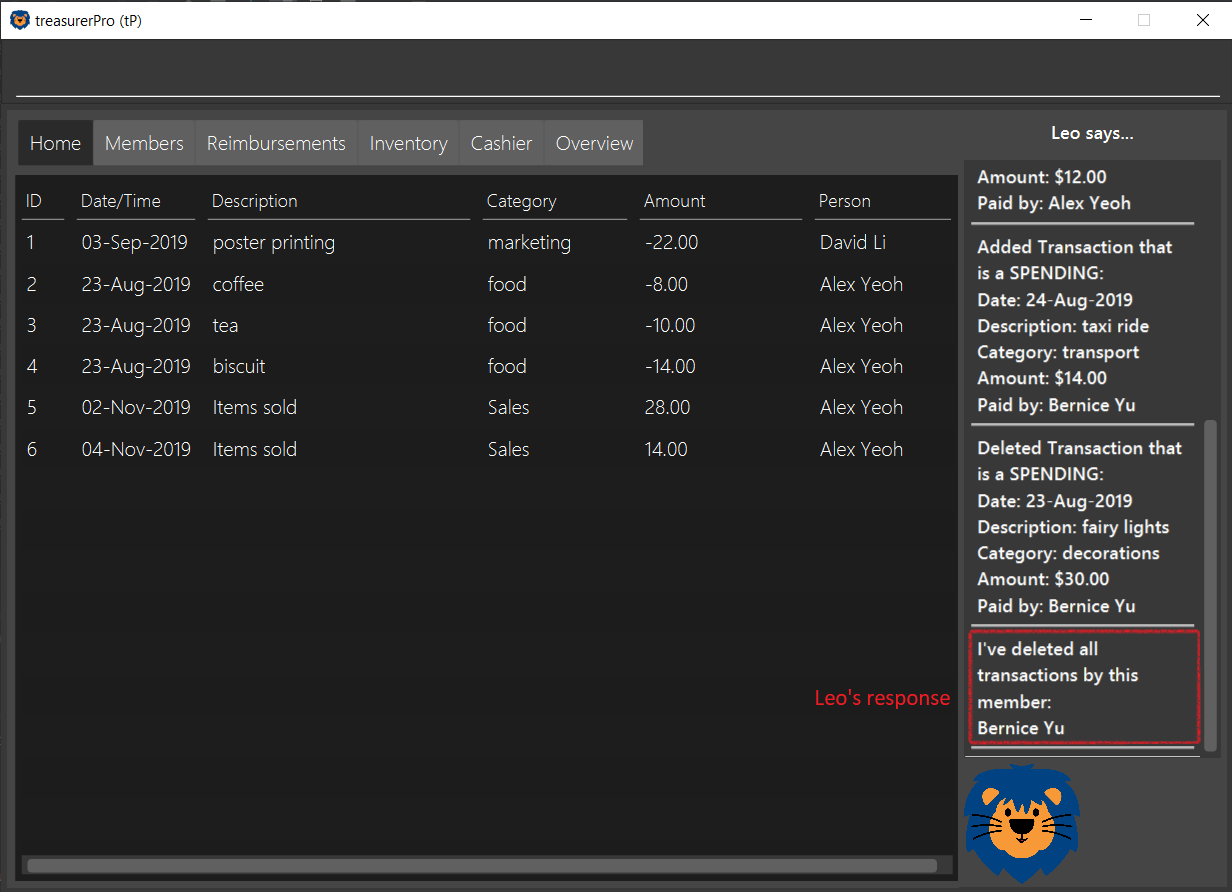 treasurerPro (tP)
Home Members Reimbursements Inventory Cashier Overview
ID Date/Time Description Category Amount Person
1 03-Sep-2019 poster printing marketing -22.00 David Li
2 23-Aug-2019 coffee food -8.00 Alex Yeoh
3 23-Aug-2019 tea food -10.00 Alex Yeoh
4 23-Aug-2019 biscuit food -14.00 Alex Yeoh
5 02-Nov-2019 Items sold Sales 28.00 Alex Yeoh
6 04-Nov-2019 Items sold Sales 14.00 Alex Yeoh
Leo's response
Leo says...
Amount: $12.00
Paid by: Alex Yeoh
Added Transaction that
is a SPENDING:
Date: 24-Aug-2019
Description: taxi ride
Category: transport
Amount: $14.00
Paid by: Bernice Yu
Deleted Transaction that
is a SPENDING:
Date: 23-Aug-2019
Description: fairy lights
Category: decorations
Amount: $30.00
Paid by: Bernice Yu
I've deleted all
transactions by this
member:
Bernice Yu